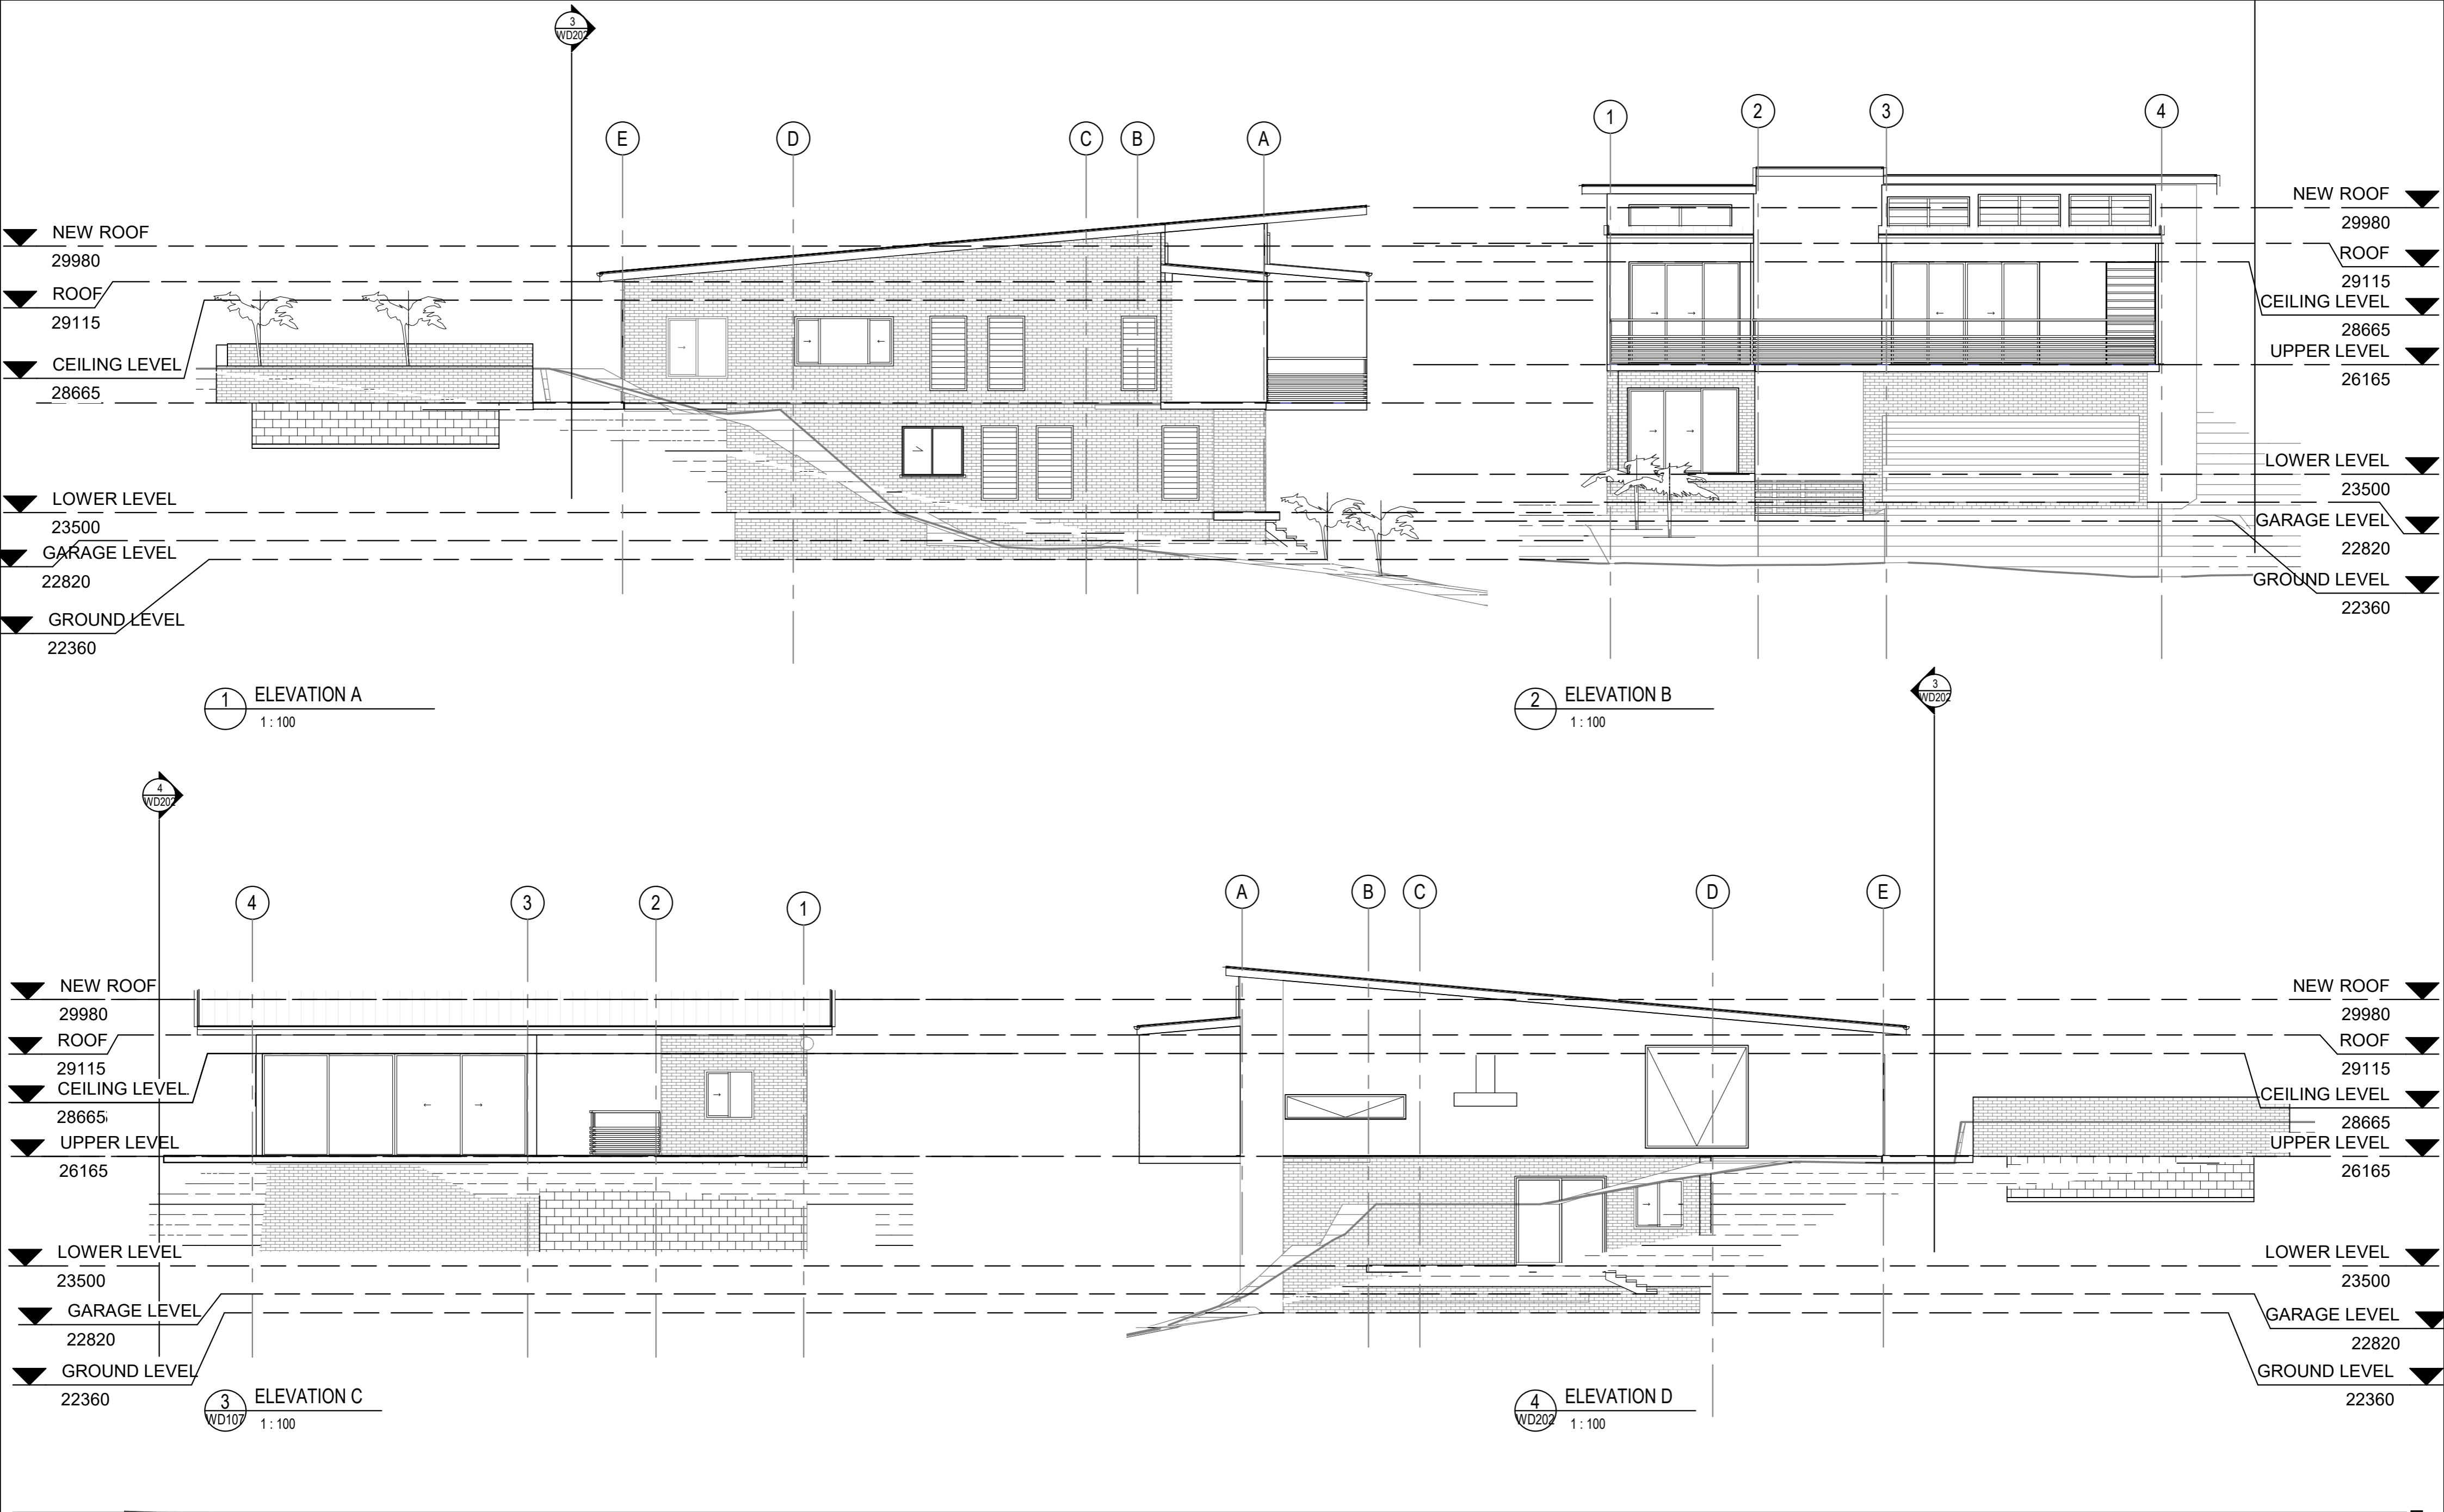 3
WD202
E
D
C
B
A
1
2
3
4
NEW ROOF
29980
ROOF
29115
CEILING LEVEL
28665
LOWER LEVEL
23500
GARAGE LEVEL
22820
GROUND LEVEL
22360
NEW ROOF
29980
ROOF
29115
CEILING LEVEL
28665
UPPER LEVEL
26165
LOWER LEVEL
23500
GARAGE LEVEL
22820
GROUND LEVEL
22360
1
ELEVATION A
1 : 100
2
ELEVATION B
1 : 100
3
WD202
4
WD202
4
3
2
1
A
B
C
D
E
NEW ROOF
29980
ROOF
29115
CEILING LEVEL
28665
UPPER LEVEL
26165
LOWER LEVEL
23500
GARAGE LEVEL
22820
GROUND LEVEL
22360
NEW ROOF
29980
ROOF
29115
CEILING LEVEL
28665
UPPER LEVEL
26165
LOWER LEVEL
23500
GARAGE LEVEL
22820
GROUND LEVEL
22360
3
WD107
ELEVATION C
1 : 100
4
WD202
ELEVATION D
1 : 100